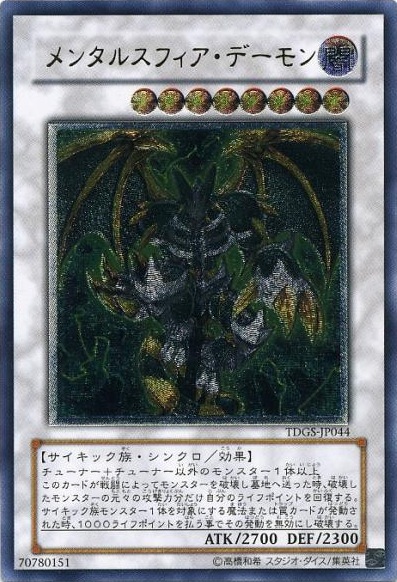 メンタルスフィア・デーモン 闇
TDGS-JP044
【サイキック族・シンクロ/効果】
チューナー+チューナー以外のモンスター1体以上
このカードが戦闘によってモンスターを破壊し墓地へ送った時、破壊
したモンスターの元々の攻撃力分だけ自分のライフポイントを回復する。
サイキック族モンスター1体を対象にする魔法または罠カードが発動さ
れた時、1000ライフポイントを払う事でその発動を無効にし破壊する。
ATK/2700 DEF/2300
70780151
©高橋和希 スタジオ・ダイス/集英社